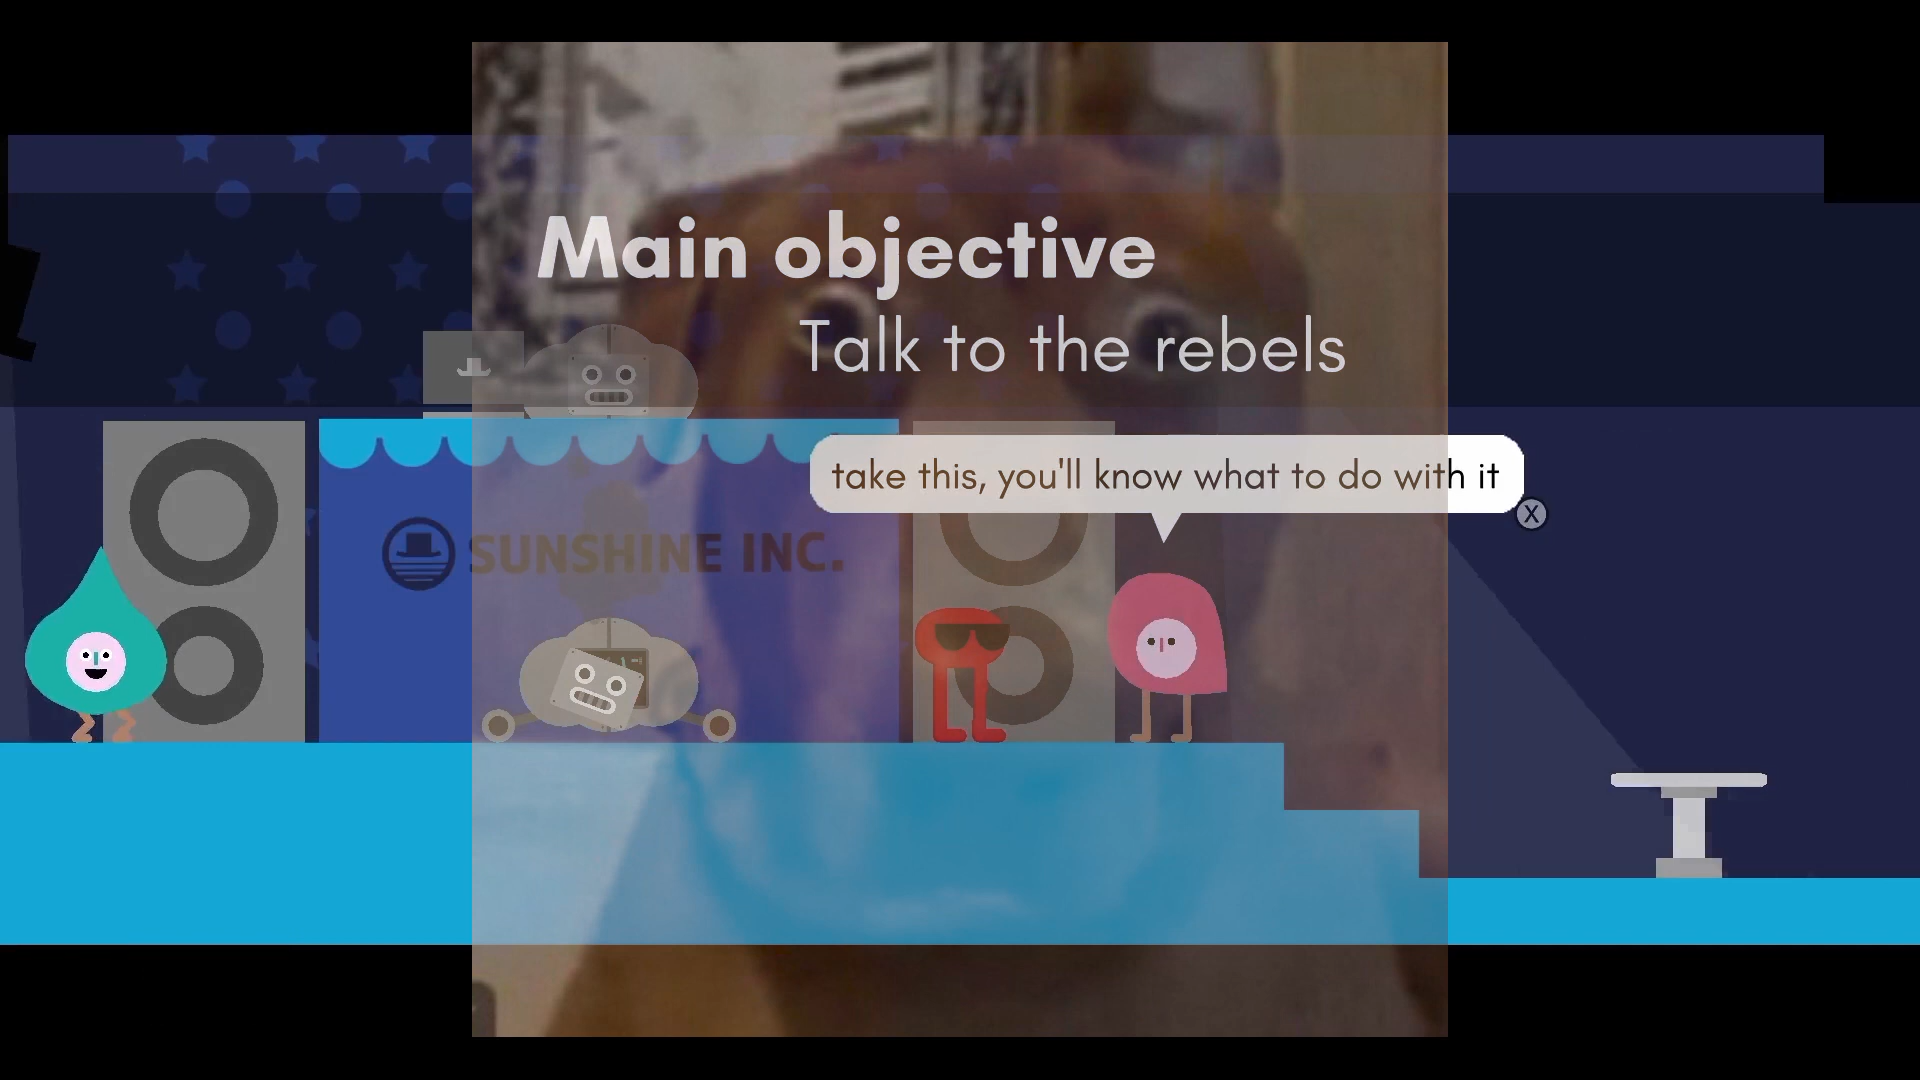 Main objective
Talk to the rebels
take this, you'll know what to do with it
X
SUNSHINE INC.